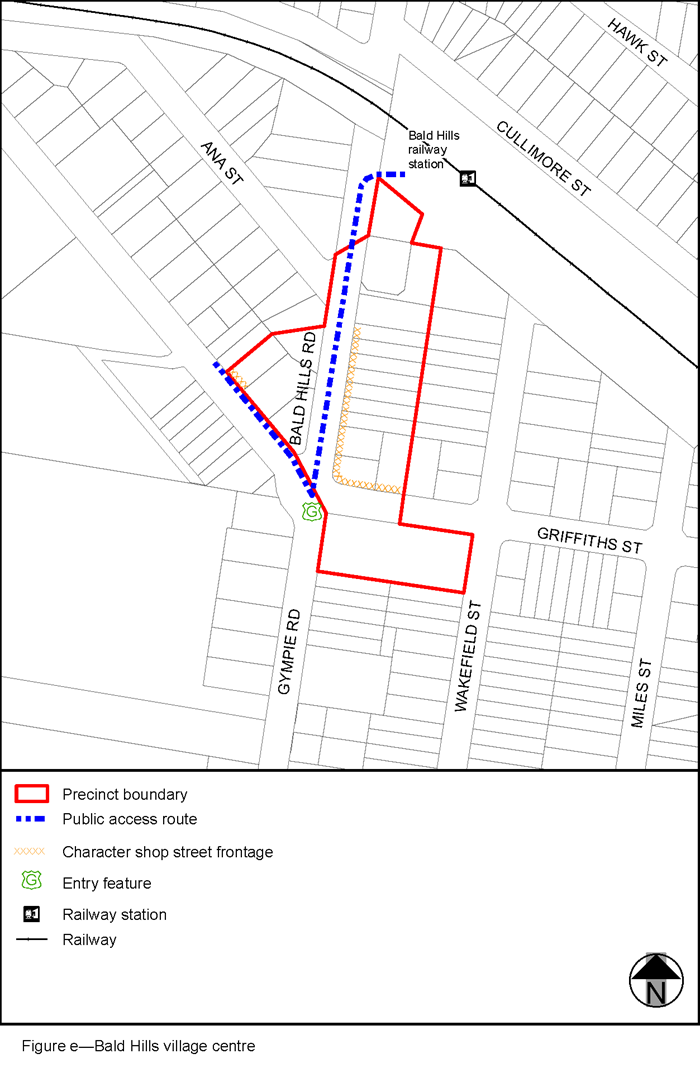 HAWK ST
CULLIMORE ST
Bald Hills
railway
station
ANA ST
BALD HILLS RD
G
GRIFFITHS ST
GYMPIE RD
WAKEFIELD ST
MILES ST
Precinct boundary
Public access route
Character shop street frontage
G
Entry feature
Railway station
Railway
N
Figure e—Bald Hills village centre